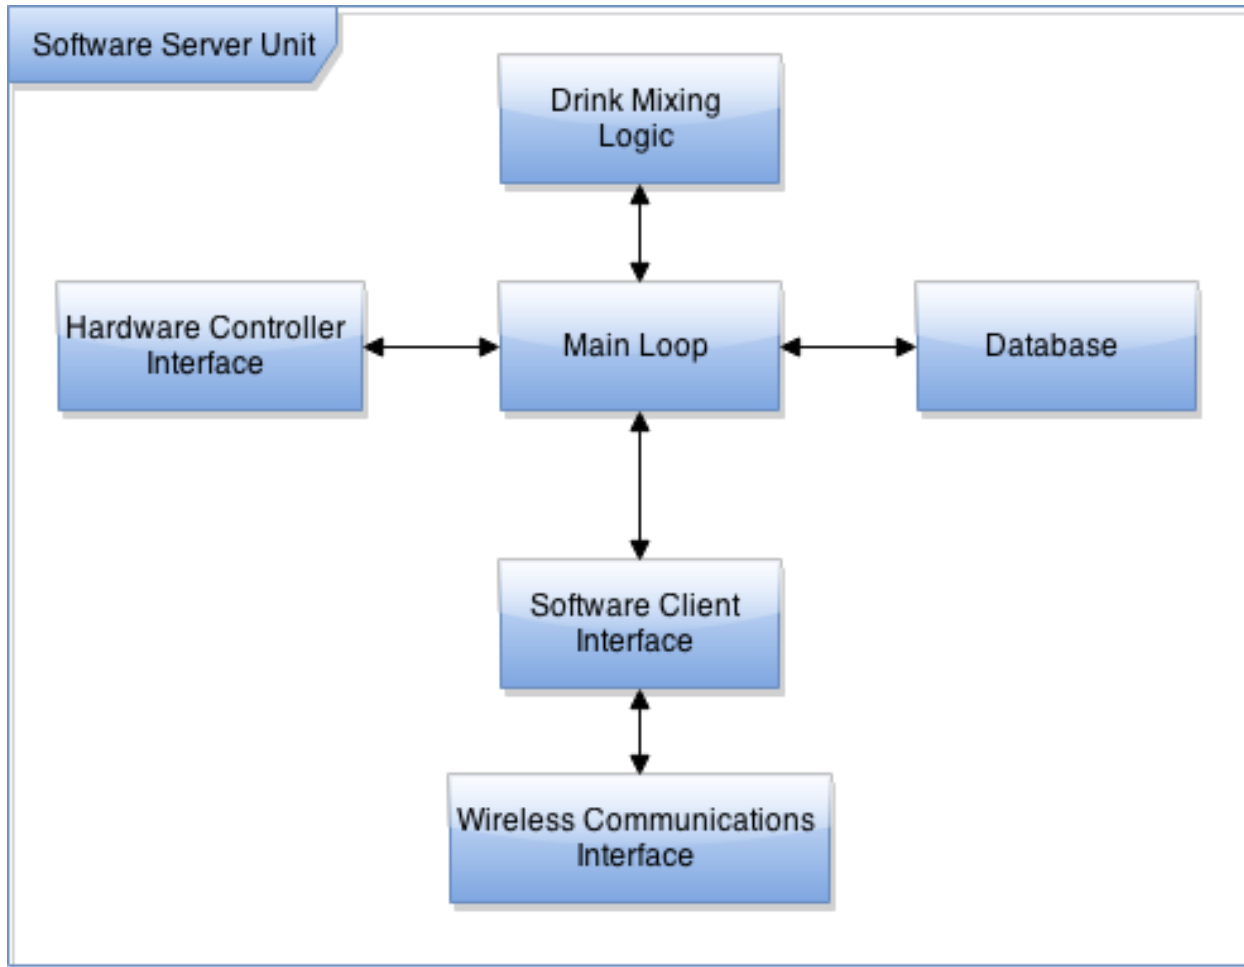 Software Server Unit
Drink Mixing
Logic
Hardware Controller
Interface
Main Loop
Database
Software Client
Interface
Wireless Communications
Interface